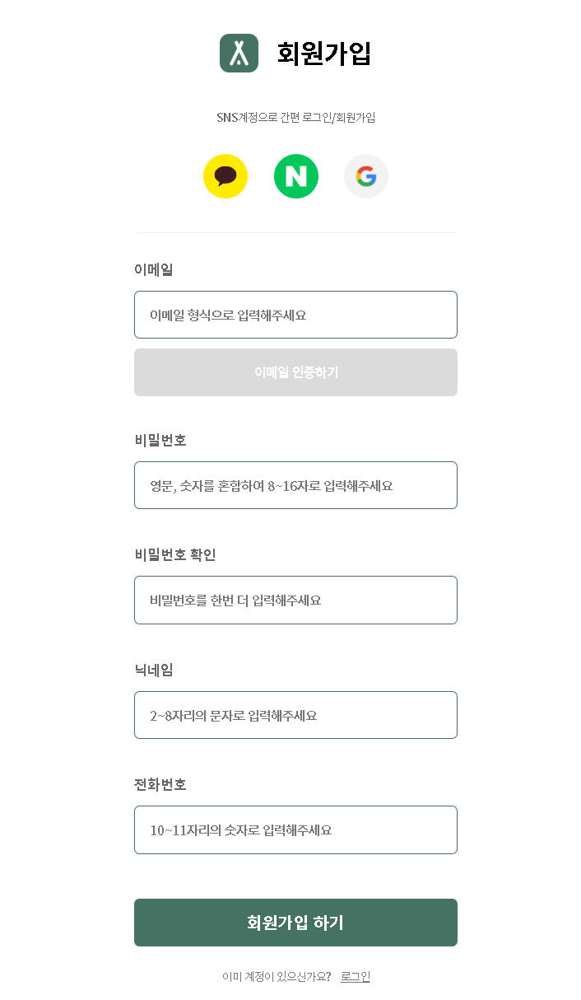 회원가입
SNS계정으로 간편 로그인/회원가입
N
G
이메일
이메일 형식으로 입력해주세요
이메일 인증하기
비밀번호
영문, 숫자를 혼합하여 8~16자로 입력해주세요
비밀번호 확인
비밀번호를 한번 더 입력해주세요
닉네임
2~8자리의 문자로 입력해주세요
전화번호
10~11자리의 숫자로 입력해주세요
회원가입 하기
이미 계정이 있으신가요? 로그인